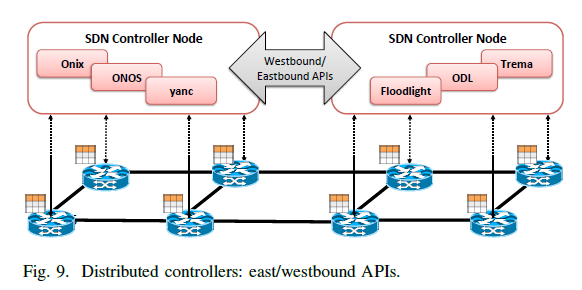 SDN Controller Node
Onix
ONOS
yanc
Westbound/
Eastbound APIs
SDN Controller Node
Trema
ODL
Floodlight
Fig. 9. Distributed controllers: east/westbound APIs.